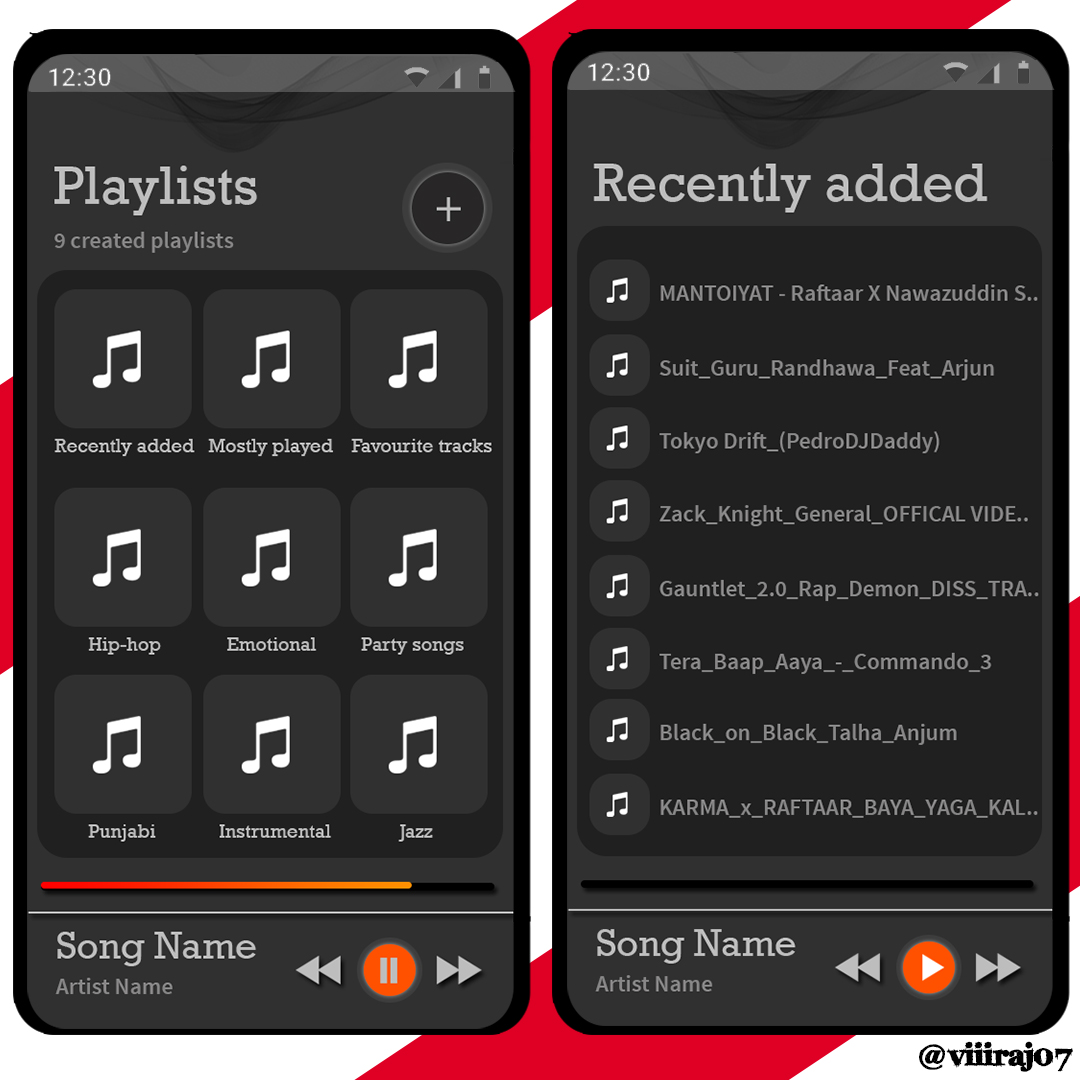 12:30
Playlists
9 created playlists
+
Recently added
Mostly played
Favourite tracks
Hip-hop
Emotional
Party songs
Punjabi
Instrumental
Jazz
Song Name
Artist Name
12:30
Recently added
MANTOIYAT - Raftaar X Nawazuddin S..
Suit_Guru_Randhawa_Feat_Arjun
Tokyo Drift_(PedroDJDaddy)
Zack_Knight_General_OFFICAL VIDE..
Gauntlet_2.0_Rap_Demon_DISS_TRA..
Tera_Baap_Aaya_-_Commando_3
Black_on_Black_Talha_Anjum
KARMA_x_RAFTAAR_BAYA_YAGA_KAL..
Song Name
Artist Name
@viiiraj07